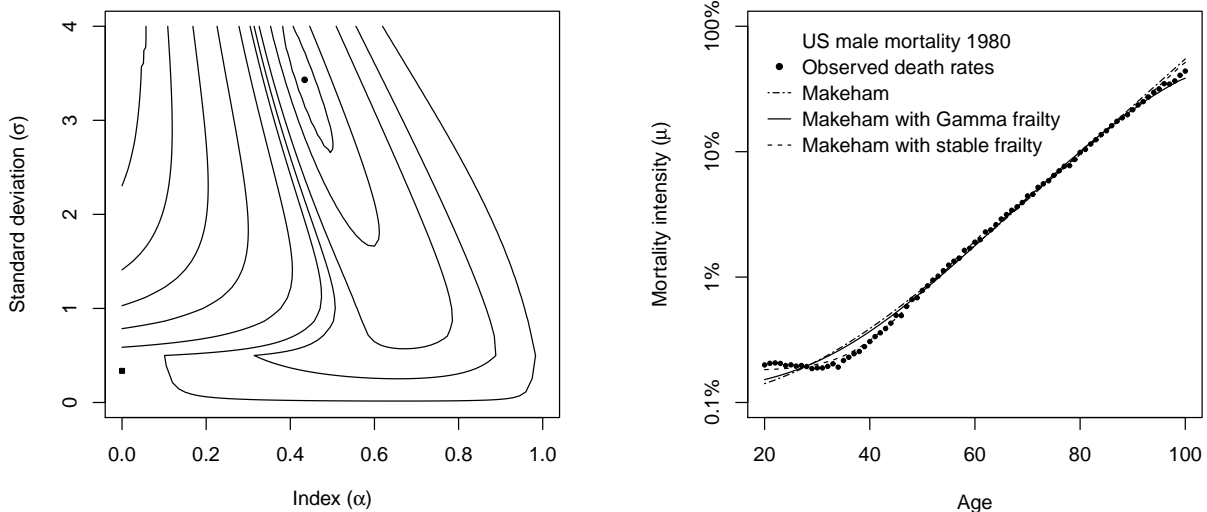 Standard deviation (σ)
4
3
2
1
0
0.0 0.2 0.4 0.6 0.8 1.0
Index (α)
Mortality intensity (μ)
100%
10%
1%
0.1%
US male mortality 1980
Observed death rates
Makeham
Makeham with Gamma frailty
Makeham with stable frailty
20 40 60 80 100
Age